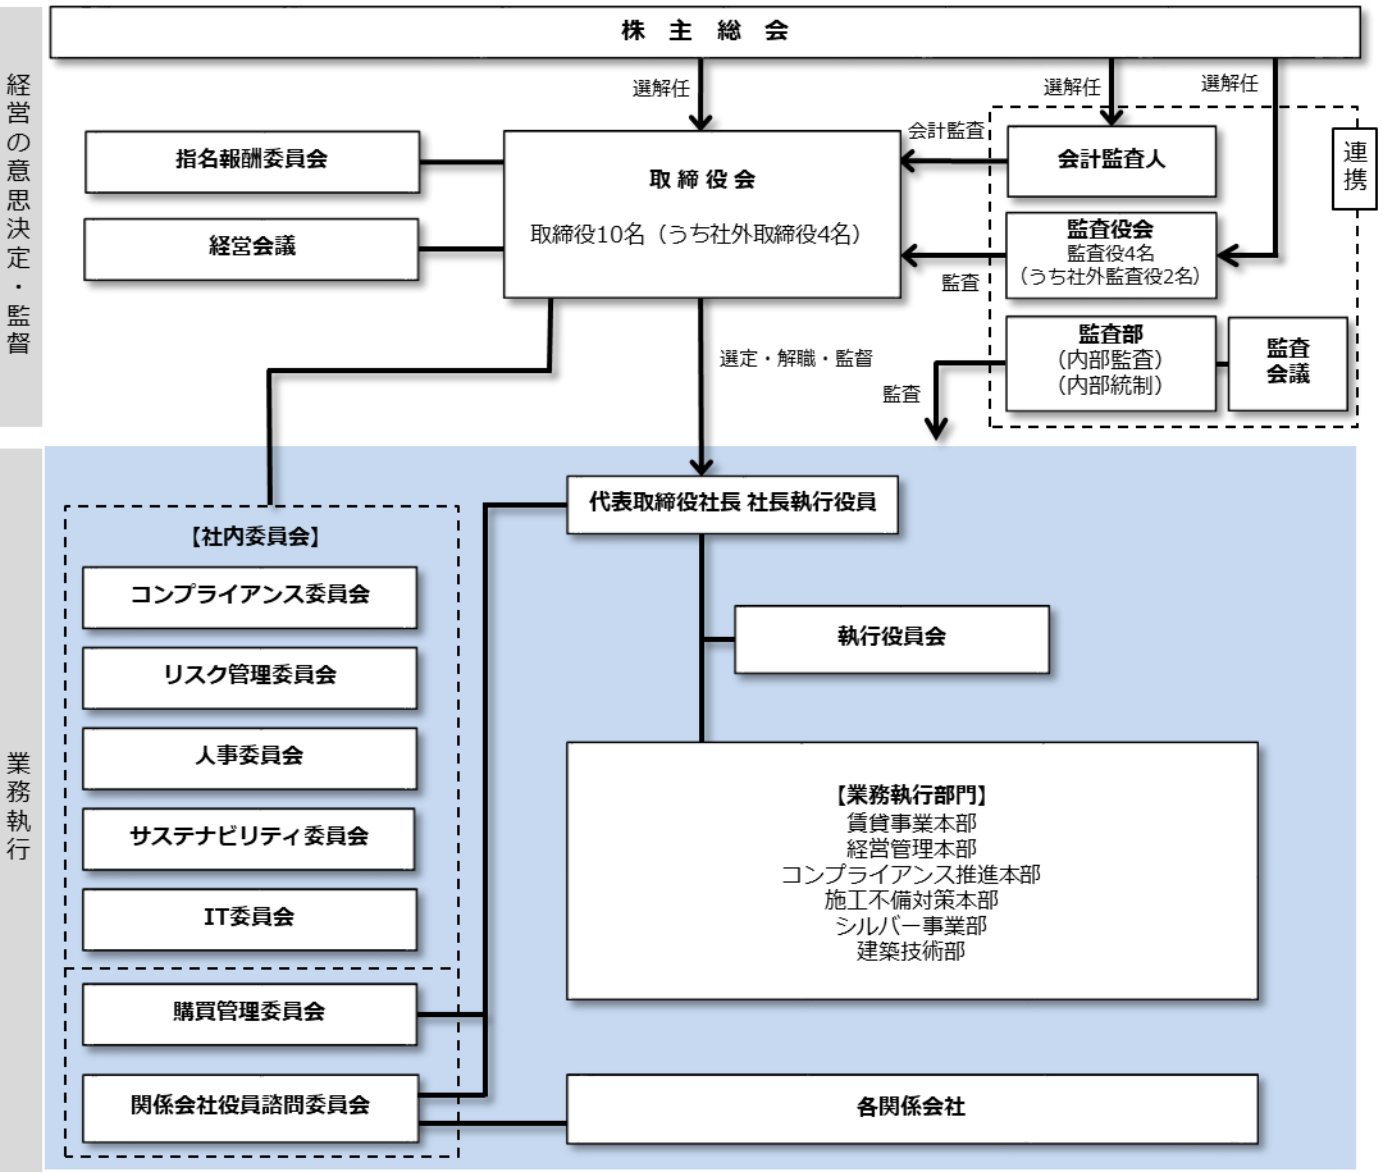 株 主 総 会
経営の意思決定・監督
選解任
選解任
選解任
指名報酬委員会
経営会議
取 締 役 会
取締役10名（うち社外取締役4名）
会計監査
会計監査人
連携
監査役会
監査役4名
（うち社外監査役2名）
監査
監査部
（内部監査）
（内部統制）
監査
会議
選定・解職・監督
監査
業務執行
代表取締役社長 社長執行役員
【社内委員会】
コンプライアンス委員会
リスク管理委員会
人事委員会
サステナビリティ委員会
IT委員会
購買管理委員会
関係会社役員諮問委員会
執行役員会
【業務執行部門】
賃貸事業本部
経営管理本部
コンプライアンス推進本部
施工不備対策本部
シルバー事業部
建築技術部
各関係会社